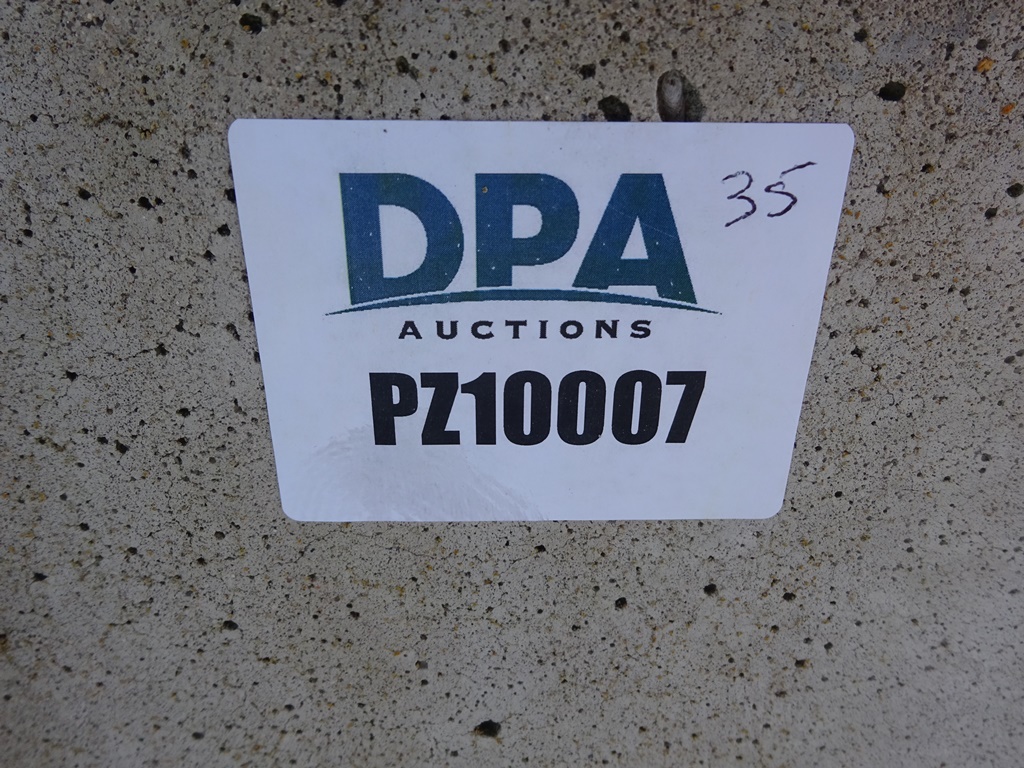 DPA 35
AUCTIONS
PZ10007